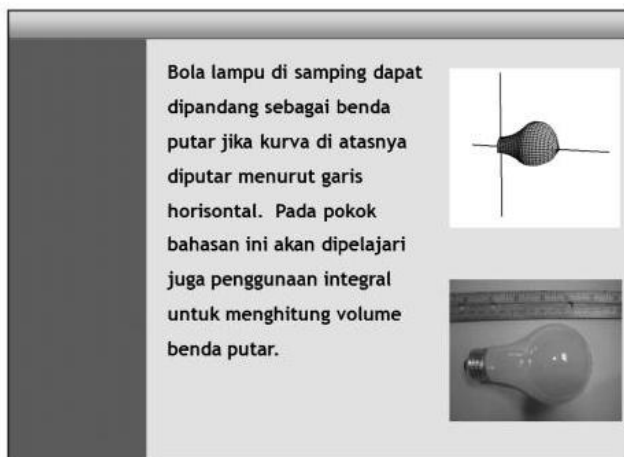 Bola lampu di samping dapat
dipandang sebagai benda
putar jika kurva di atasnya
diputar menurut garis
horisontal. Pada pokok
bahasan ini akan dipelajari
juga penggunaan integral
untuk menghitung volume
benda putar.